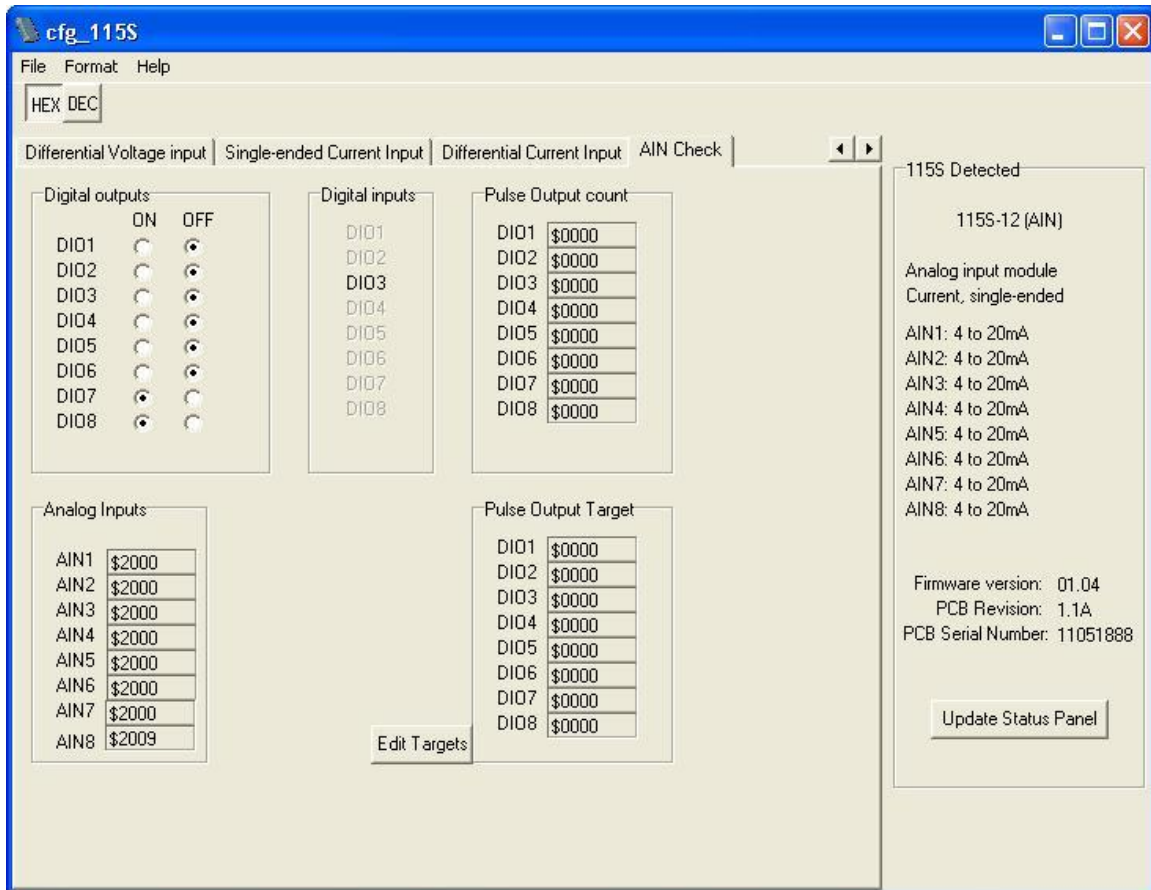 cfg_115S
File Format Help
HEX DEC
Differential Voltage input Single-ended Current Input Differential Current Input AIN Check
Digital outputs
ON OFF
DIO1
DIO2
DIO3
DIO4
DIO5
DIO6
DIO7
DIO8
Digital inputs
DIO1
DIO2
DIO3
DIO4
DIO5
DIO6
DIO7
DIO8
Pulse Output count
DIO1 $0000
DIO2 $0000
DIO3 $0000
DIO4 $0000
DIO5 $0000
DIO6 $0000
DIO7 $0000
DIO8 $0000
Analog Inputs
AIN1 $2000
AIN2 $2000
AIN3 $2000
AIN4 $2000
AIN5 $2000
AIN6 $2000
AIN7 $2000
AIN8 $2009
Edit Targets
Pulse Output Target
DIO1 $0000
DIO2 $0000
DIO3 $0000
DIO4 $0000
DIO5 $0000
DIO6 $0000
DIO7 $0000
DIO8 $0000
115S Detected
115S-12 (AIN)
Analog input module
Current, single-ended
AIN1: 4 to 20mA
AIN2: 4 to 20mA
AIN3: 4 to 20mA
AIN4: 4 to 20mA
AIN5: 4 to 20mA
AIN6: 4 to 20mA
AIN7: 4 to 20mA
AIN8: 4 to 20mA
Firmware version: 01.04
PCB Revision: 1.1A
PCB Serial Number: 11051888
Update Status Panel